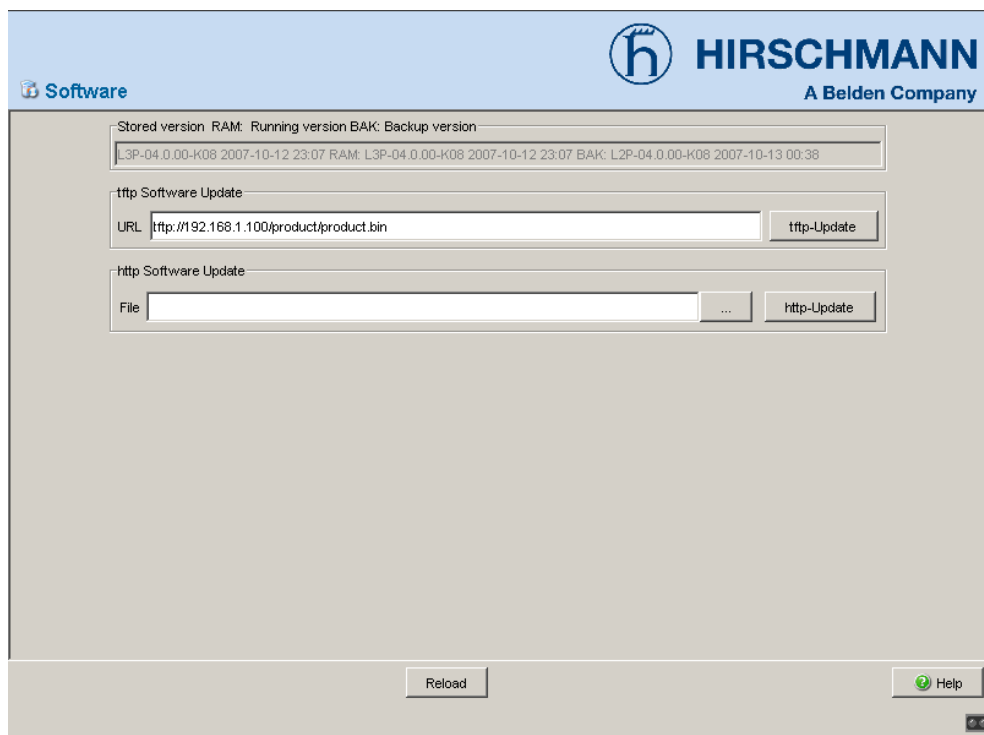 HIRSCHMANN
A Belden Company
Software
Stored version RAM: Running version BAK: Backup version
L3P-04.0.00-K08 2007-10-12 23:07 RAM: L3P-04.0.00-K08 2007-10-12 23:07 BAK: L2P-04.0.00-K08 2007-10-13 00:38
tftp Software Update
URL tftp://192.168.1.100/product/product.bin tftp-Update
http Software Update
File ... http-Update
Reload Help